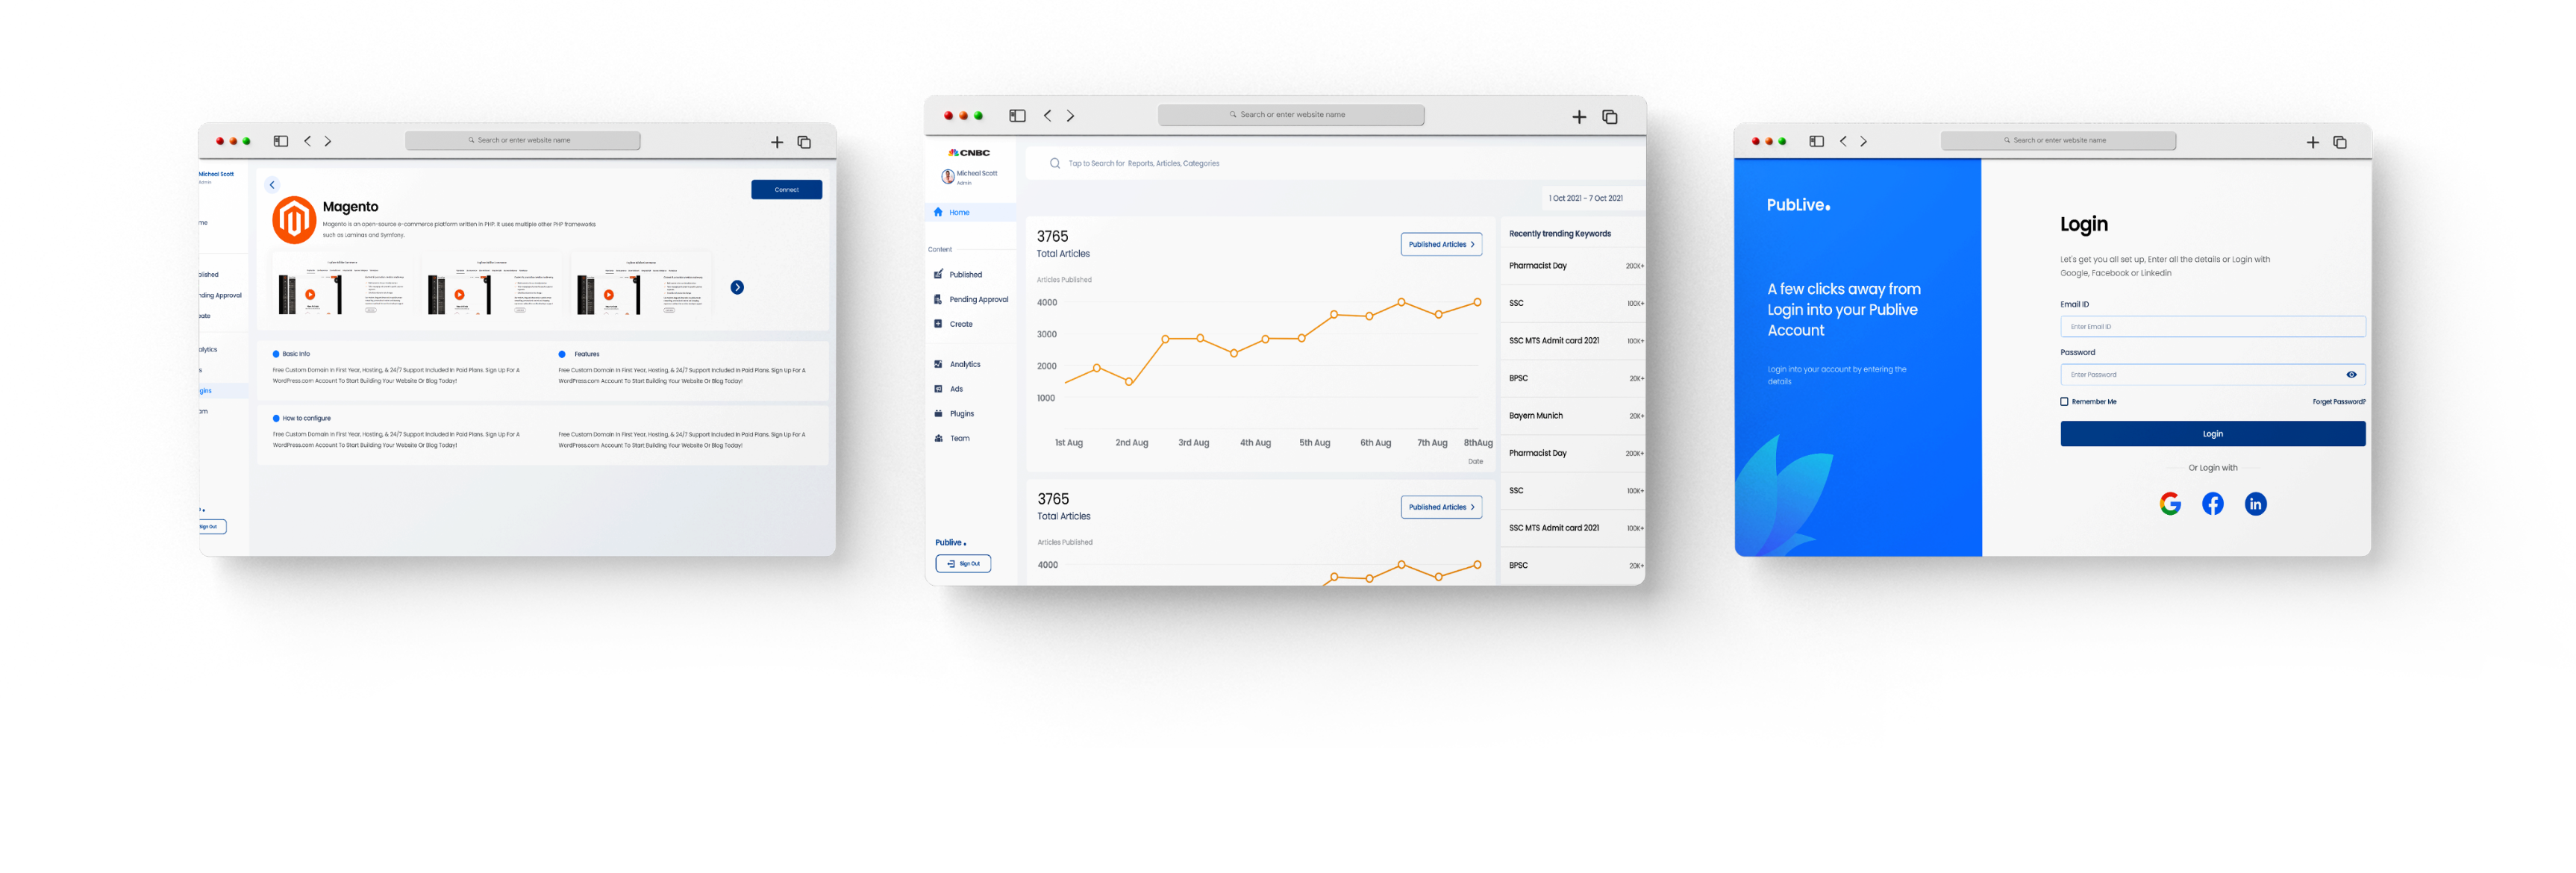 Search or enter website name
Micheal Scott
Admin
me
blished
nding Approval
eate
alytics
s
gins
am
Sign Out
Magento
Magento is an open-source e-commerce platform written in PHP. It uses multiple other PHP frameworks
such as Laminas and Symfony.
Connect
Basic Info
Free Custom Domain In First Year, Hosting, & 24/7 Support Included In Paid Plans. Sign Up For A
WordPress.com Account To Start Building Your Website Or Blog Today!
Features
Free Custom Domain In First Year, Hosting, & 24/7 Support Included In Paid Plans. Sign Up For A
WordPress.com Account To Start Building Your Website Or Blog Today!
How to configure
Free Custom Domain In First Year, Hosting, & 24/7 Support Included In Paid Plans. Sign Up For A
WordPress.com Account To Start Building Your Website Or Blog Today!
Free Custom Domain In First Year, Hosting, & 24/7 Support Included In Paid Plans. Sign Up For A
WordPress.com Account To Start Building Your Website Or Blog Today!
Search or enter website name
CNBC
Micheal Scott
Admin
Home
Content
Published
Pending Approval
Create
Analytics
Ads
Plugins
Team
Publive.
Sign Out
Tap to Search for Reports, Articles, Categories
1 Oct 2021 - 7 Oct 2021
3765
Total Articles
Published Articles
Articles Published
4000
3000
2000
1000
1st Aug 2nd Aug 3rd Aug 4th Aug 5th Aug 6th Aug 7th Aug 8thAug
Date
3765
Total Articles
Published Articles
Articles Published
4000
Recently trending Keywords
Pharmacist Day 200K+
SSC 100K+
SSC MTS Admit card 2021 100K+
BPSC 20K+
Bayern Munich 20K+
Pharmacist Day 200K+
SSC 100K+
SSC MTS Admit card 2021 100K+
BPSC 20K+
Search or enter website name
PubLive.
A few clicks away from
Login into your Publive
Account
Login into your account by entering the
details
Login
Let's get you all set up, Enter all the details or Login with
Google, Facebook or Linkedin
Email ID
Enter Email ID
Password
Enter Password
Remember Me
Forget Password?
Login
Or Login with